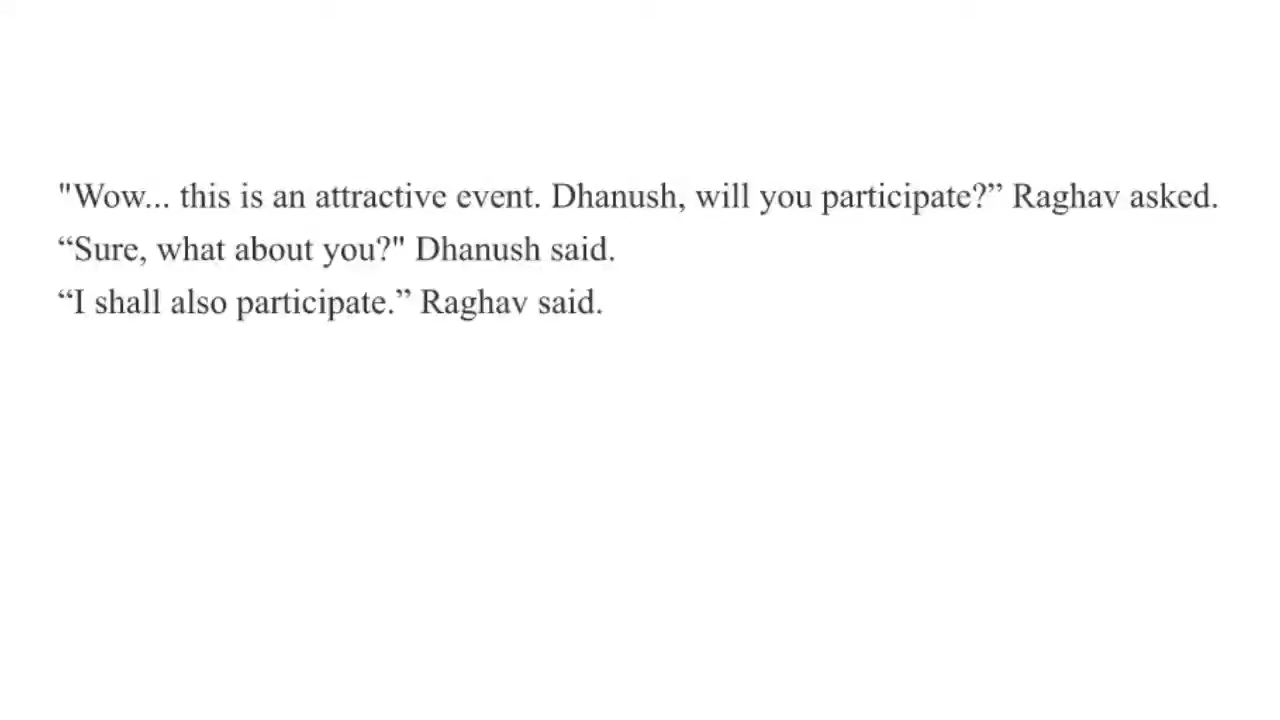 "Wow... this is an attractive event. Dhanush, will you participate?” Raghav asked.
“Sure, what about you?" Dhanush said.
“I shall also participate.” Raghav said.